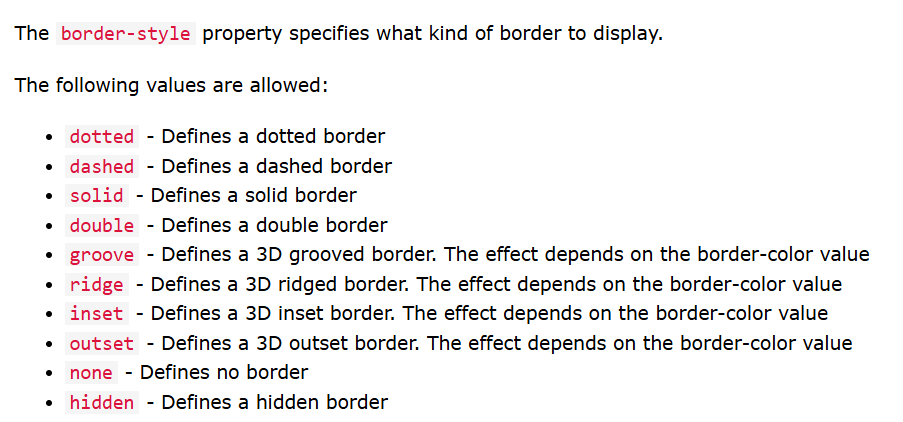 The border-style property specifies what kind of border to display.
The following values are allowed:
• dotted - Defines a dotted border
• dashed - Defines a dashed border
• solid - Defines a solid border
• double - Defines a double border
• groove - Defines a 3D grooved border. The effect depends on the border-color value
• ridge - Defines a 3D ridged border. The effect depends on the border-color value
• inset - Defines a 3D inset border. The effect depends on the border-color value
• outset - Defines a 3D outset border. The effect depends on the border-color value
• none - Defines no border
• hidden - Defines a hidden border